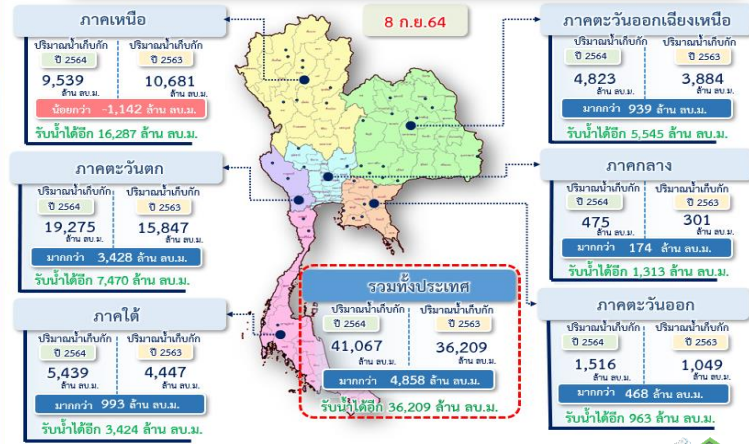 8 ก.ย.64
ภาคเหนือ
ปริมาณน้ำเก็บกัก ปริมาณน้ำเก็บกัก
ปี 2564 ปี 2563
9,539 10,681
ล้าน ลบ.ม. ล้าน ลบ.ม.
น้อยกว่า -1,142 ล้าน ลบ.ม.
รับน้ำได้อีก 16,287 ล้าน ลบ.ม.
ภาคตะวันออกเฉียงเหนือ
ปริมาณน้ำเก็บกัก ปริมาณน้ำเก็บกัก
ปี 2564 ปี 2563
4,823 3,884
ล้าน ลบ.ม. ล้าน ลบ.ม.
มากกว่า 939 ล้าน ลบ.ม.
รับน้ำได้อีก 5,545 ล้าน ลบ.ม.
ภาคตะวันตก
ปริมาณน้ำเก็บกัก ปริมาณน้ำเก็บกัก
ปี 2564 ปี 2563
19,275 15,847
ล้าน ลบ.ม. ล้าน ลบ.ม.
มากกว่า 3,428 ล้าน ลบ.ม.
รับน้ำได้อีก 7,470 ล้าน ลบ.ม.
ภาคกลาง
ปริมาณน้ำเก็บกัก ปริมาณน้ำเก็บกัก
ปี 2564 ปี 2563
475 301
ล้าน ลบ.ม. ล้าน ลบ.ม.
มากกว่า 174 ล้าน ลบ.ม.
รับน้ำได้อีก 1,313 ล้าน ลบ.ม.
ภาคใต้
ปริมาณน้ำเก็บกัก ปริมาณน้ำเก็บกัก
ปี 2564 ปี 2563
5,439 4,447
ล้าน ลบ.ม. ล้าน ลบ.ม.
มากกว่า 993 ล้าน ลบ.ม.
รับน้ำได้อีก 3,424 ล้าน ลบ.ม.
รวมทั้งประเทศ
ปริมาณน้ำเก็บกัก ปริมาณน้ำเก็บกัก
ปี 2564 ปี 2563
41,067 36,209
ล้าน ลบ.ม. ล้าน ลบ.ม.
มากกว่า 4,858 ล้าน ลบ.ม.
รับน้ำได้อีก 36,209 ล้าน ลบ.ม.
ภาคตะวันออก
ปริมาณน้ำเก็บกัก ปริมาณน้ำเก็บกัก
ปี 2564 ปี 2563
1,516 1,049
ล้าน ลบ.ม. ล้าน ลบ.ม.
มากกว่า 468 ล้าน ลบ.ม.
รับน้ำได้อีก 963 ล้าน ลบ.ม.